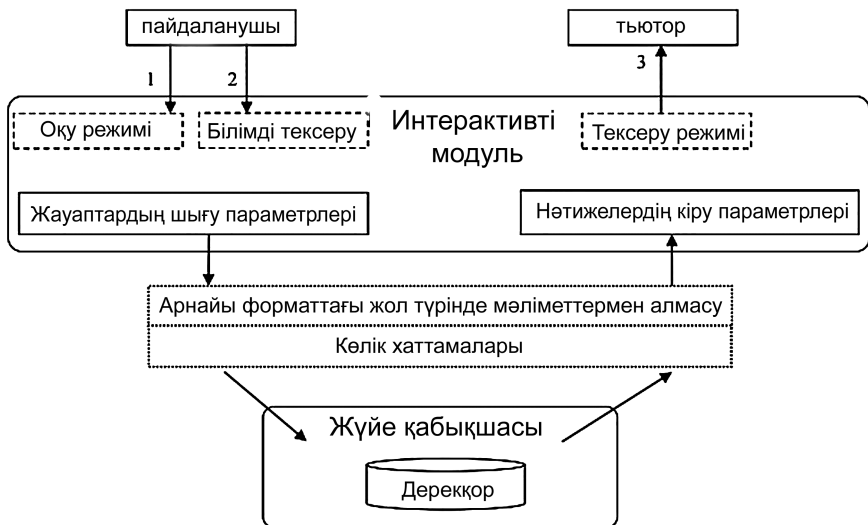 пайдаланушы
тьютор
1
2
3
Оқу режимі
Білімді тексеру
Интерактивті
модуль
Тексеру режимі
Жауаптардың шығу параметрлері
Нәтижелердің кіру параметрлері
Арнайы форматтағы жол түрінде мәліметтермен алмасу
Көлік хаттамалары
Жүйе қабықшасы
Дерекқор